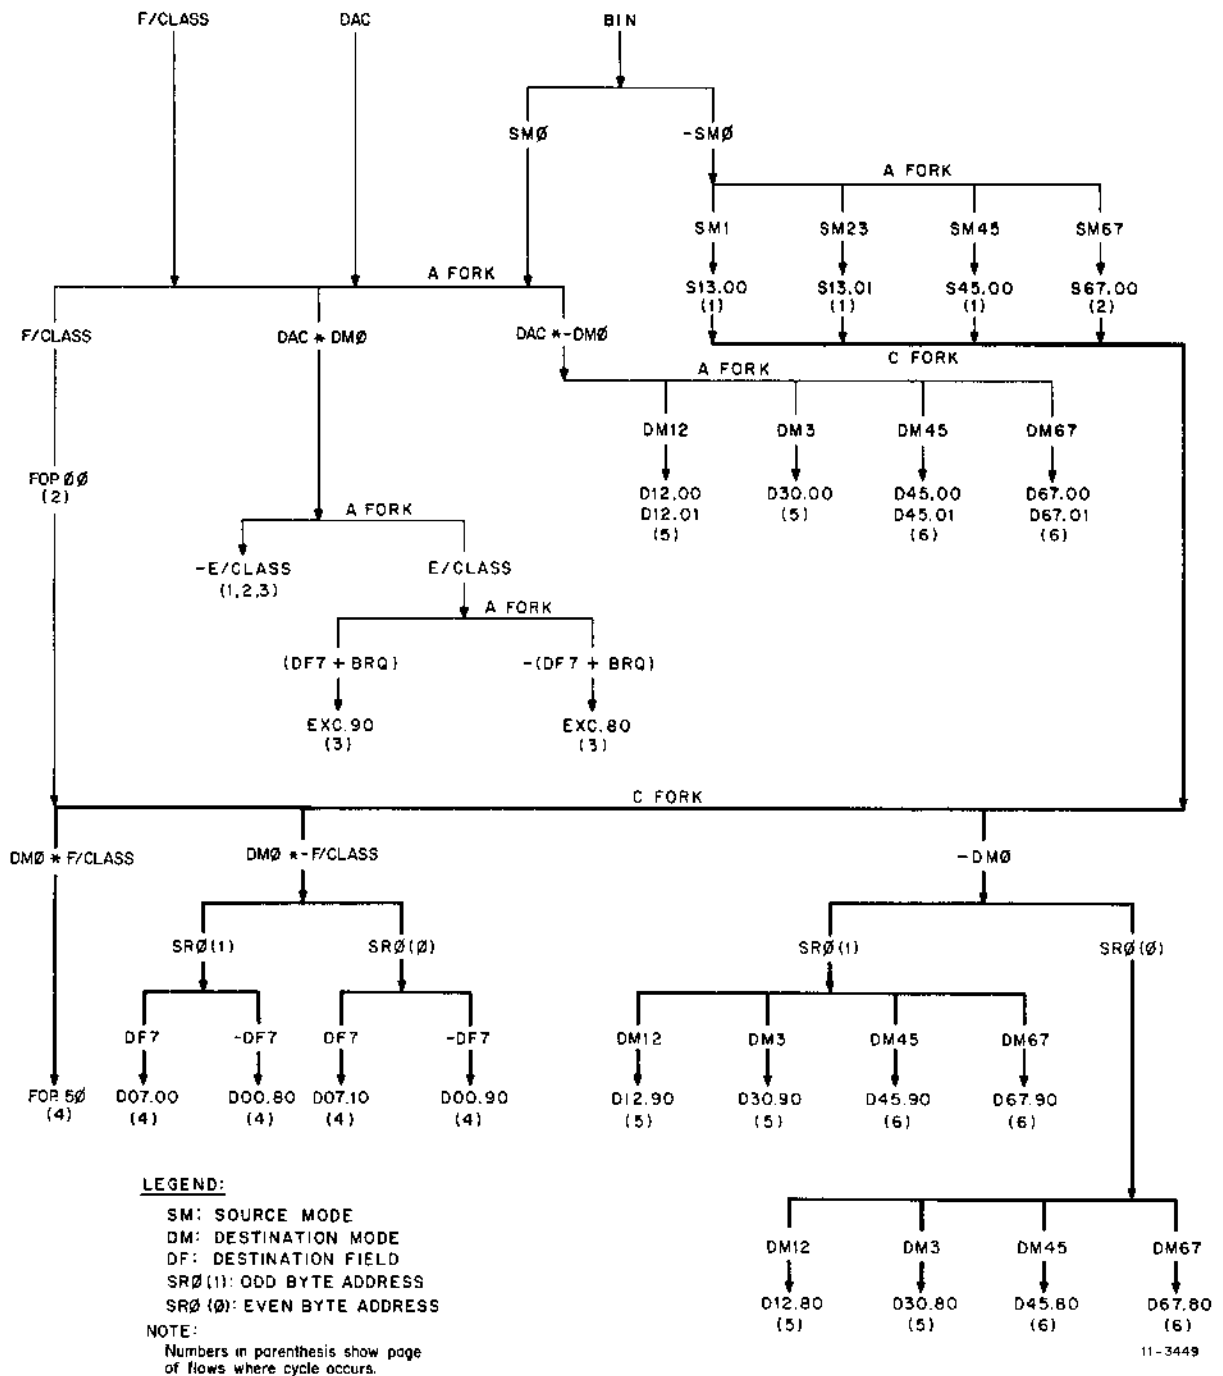 F/CLASS DAC BIN
SMØ -SMØ
A FORK
SM1 SM23 SM45 SM67
A FORK
S13.00 S13.01 S45.00 S67.00
(1) (1) (1) (2)
F/CLASS DAC * DMØ DAC * -DMØ
C FORK
A FORK
DM12 DM3 DM45 DM67
FOP ØØ
(2)
D12.00 D30.00 D45.00 D67.00
D12.01 (5) D45.01 D67.01
(5) (6) (6)
A FORK
-E/CLASS E/CLASS
(1,2,3)
A FORK
(DF7 + BRQ) -(DF7 + BRQ)
EXC.90 EXC.80
(3) (3)
C FORK
DMØ * F/CLASS DMØ * -F/CLASS -DMØ
SRØ(1) SRØ(Ø) SRØ(1) SRØ(Ø)
DF7 -DF7 DF7 -DF7 DM12 DM3 DM45 DM67
FOP.5Ø D07.00 D00.80 D07.10 D00.90 D12.90 D30.90 D45.90 D67.90
(4) (4) (4) (4) (4) (5) (5) (6) (6)
LEGEND:
SM: SOURCE MODE
DM: DESTINATION MODE
DF: DESTINATION FIELD
SRØ(1): ODD BYTE ADDRESS
SRØ (Ø): EVEN BYTE ADDRESS
NOTE:
Numbers in parenthesis show page
of flows where cycle occurs.
DM12 DM3 DM45 DM67
D12.80 D30.80 D45.80 D67.80
(5) (5) (6) (6)
11-3449